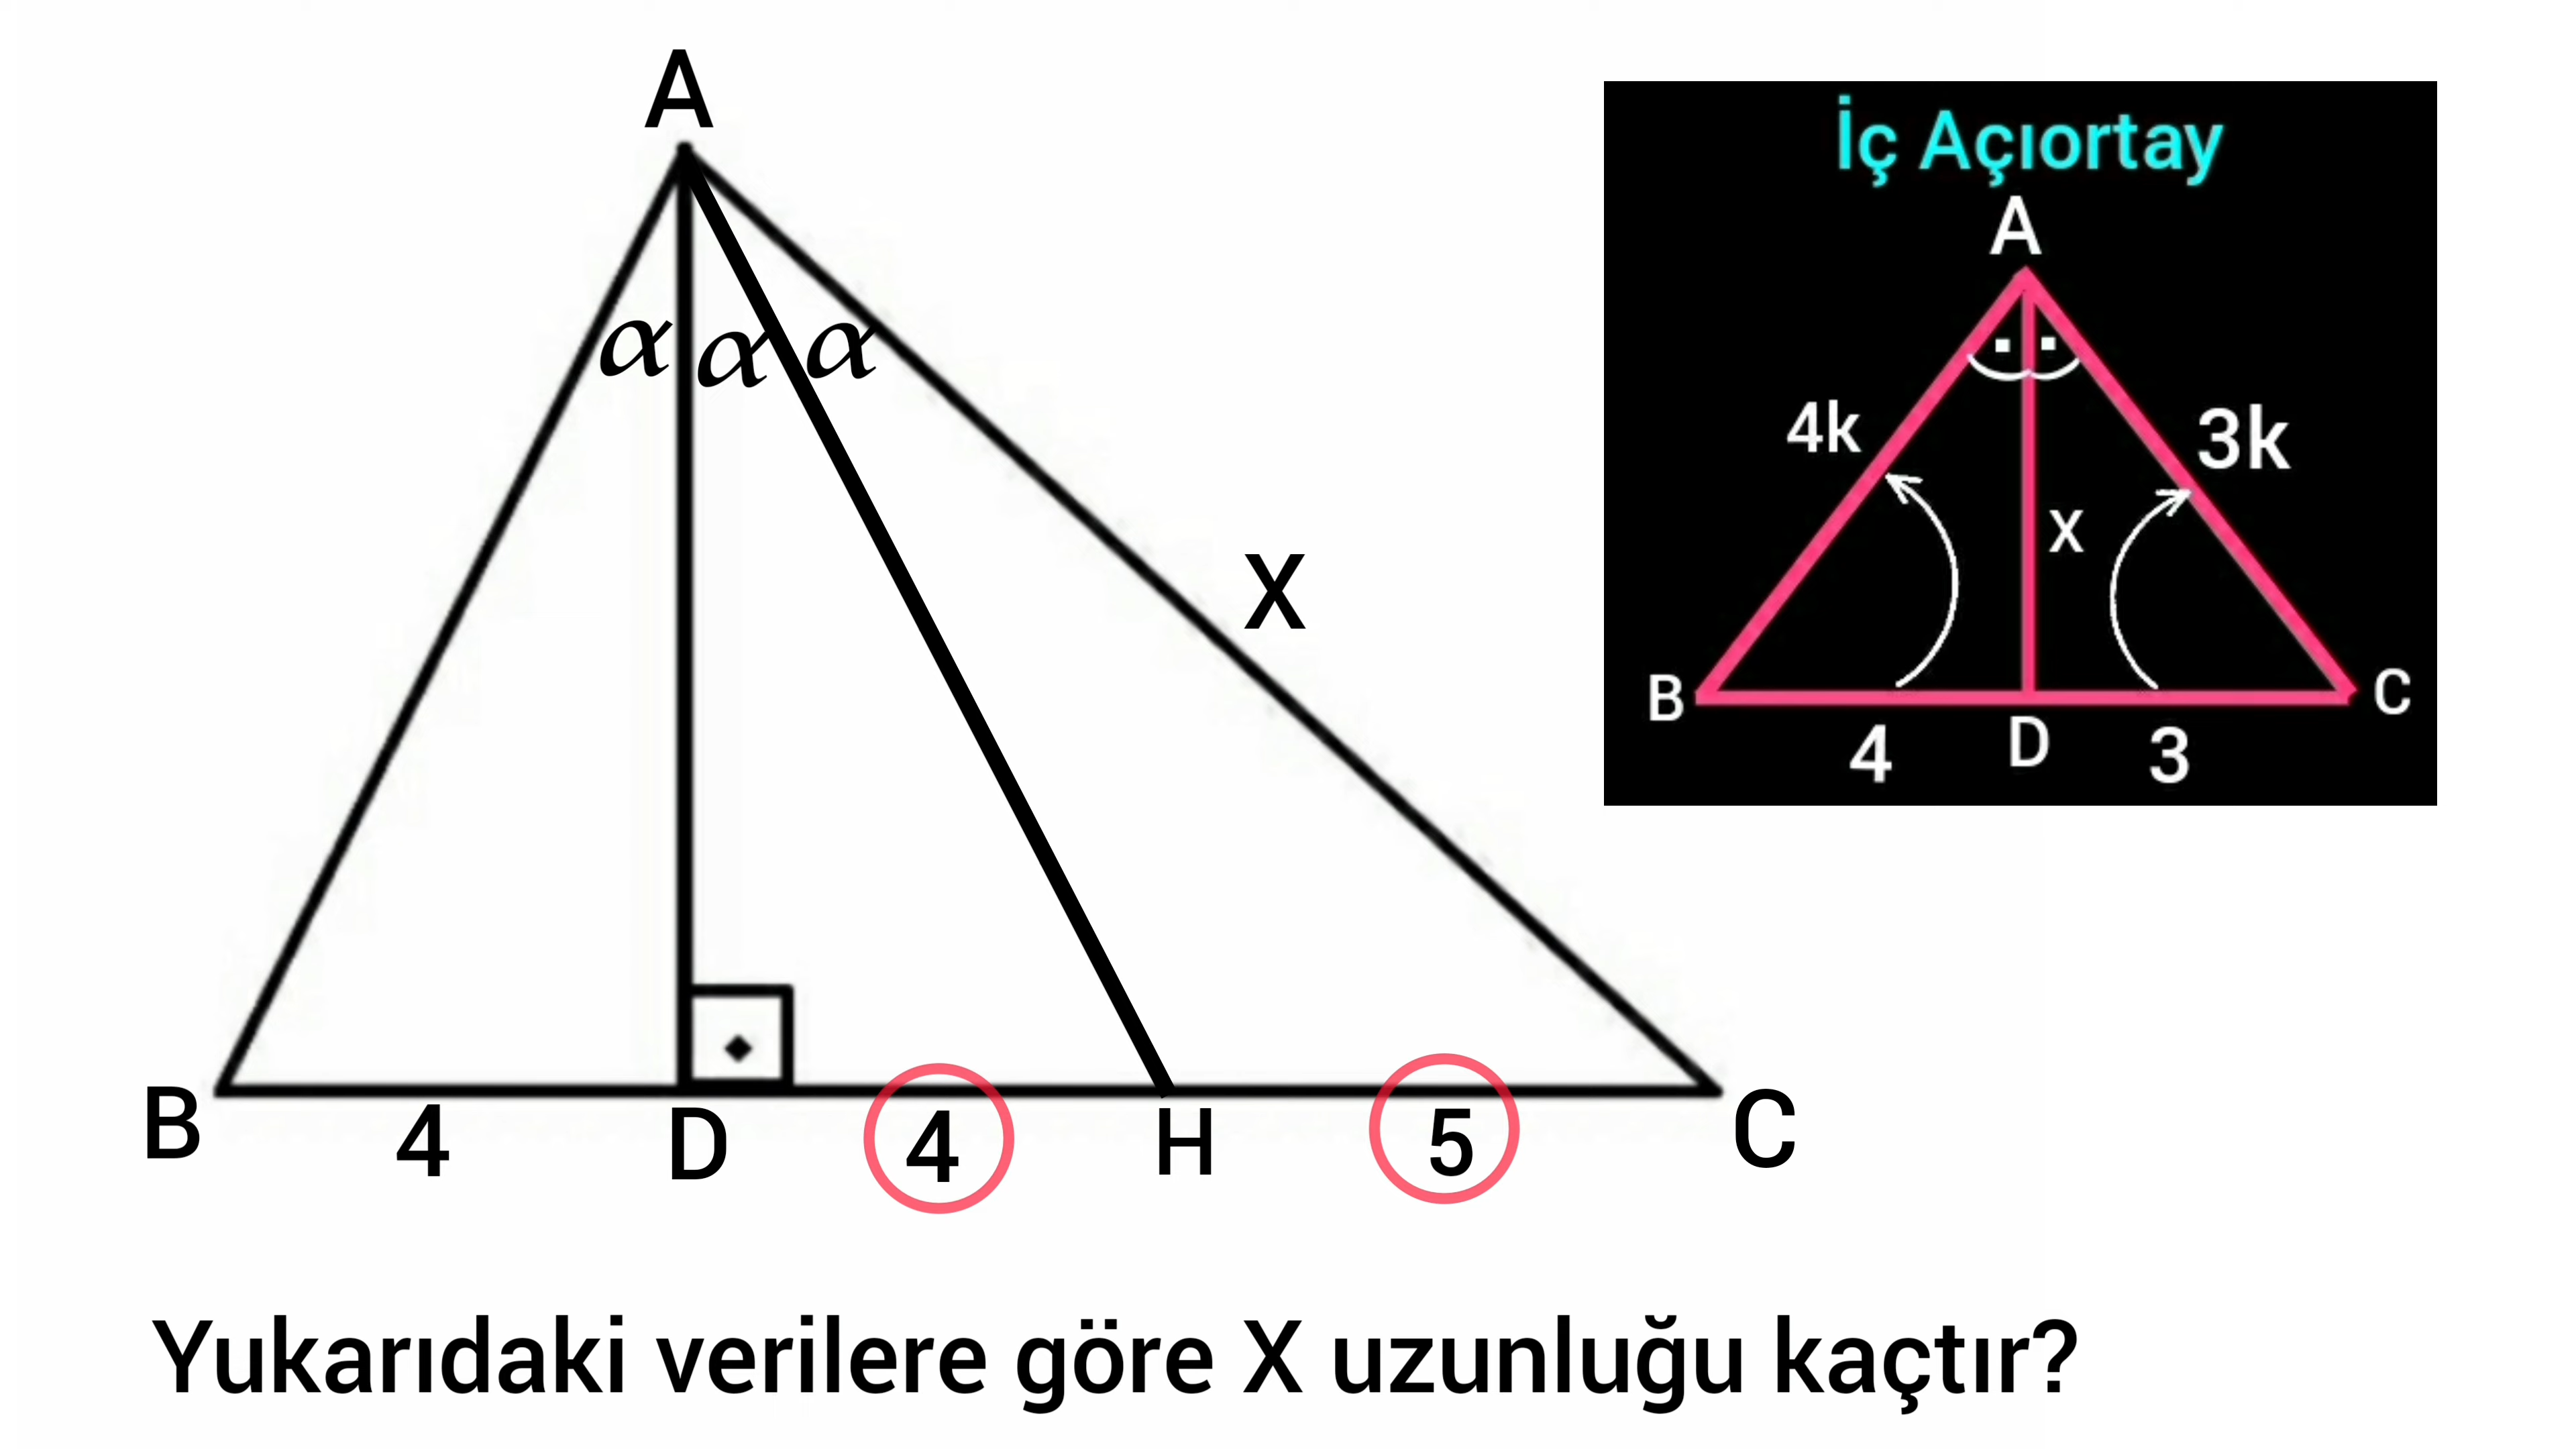 A
α α α
X
B
4
D
4
H
5
C
İç Açıortay
A
4k
3k
X
B
4
D
3
C
Yukarıdaki verilere göre X uzunluğu kaçtır?